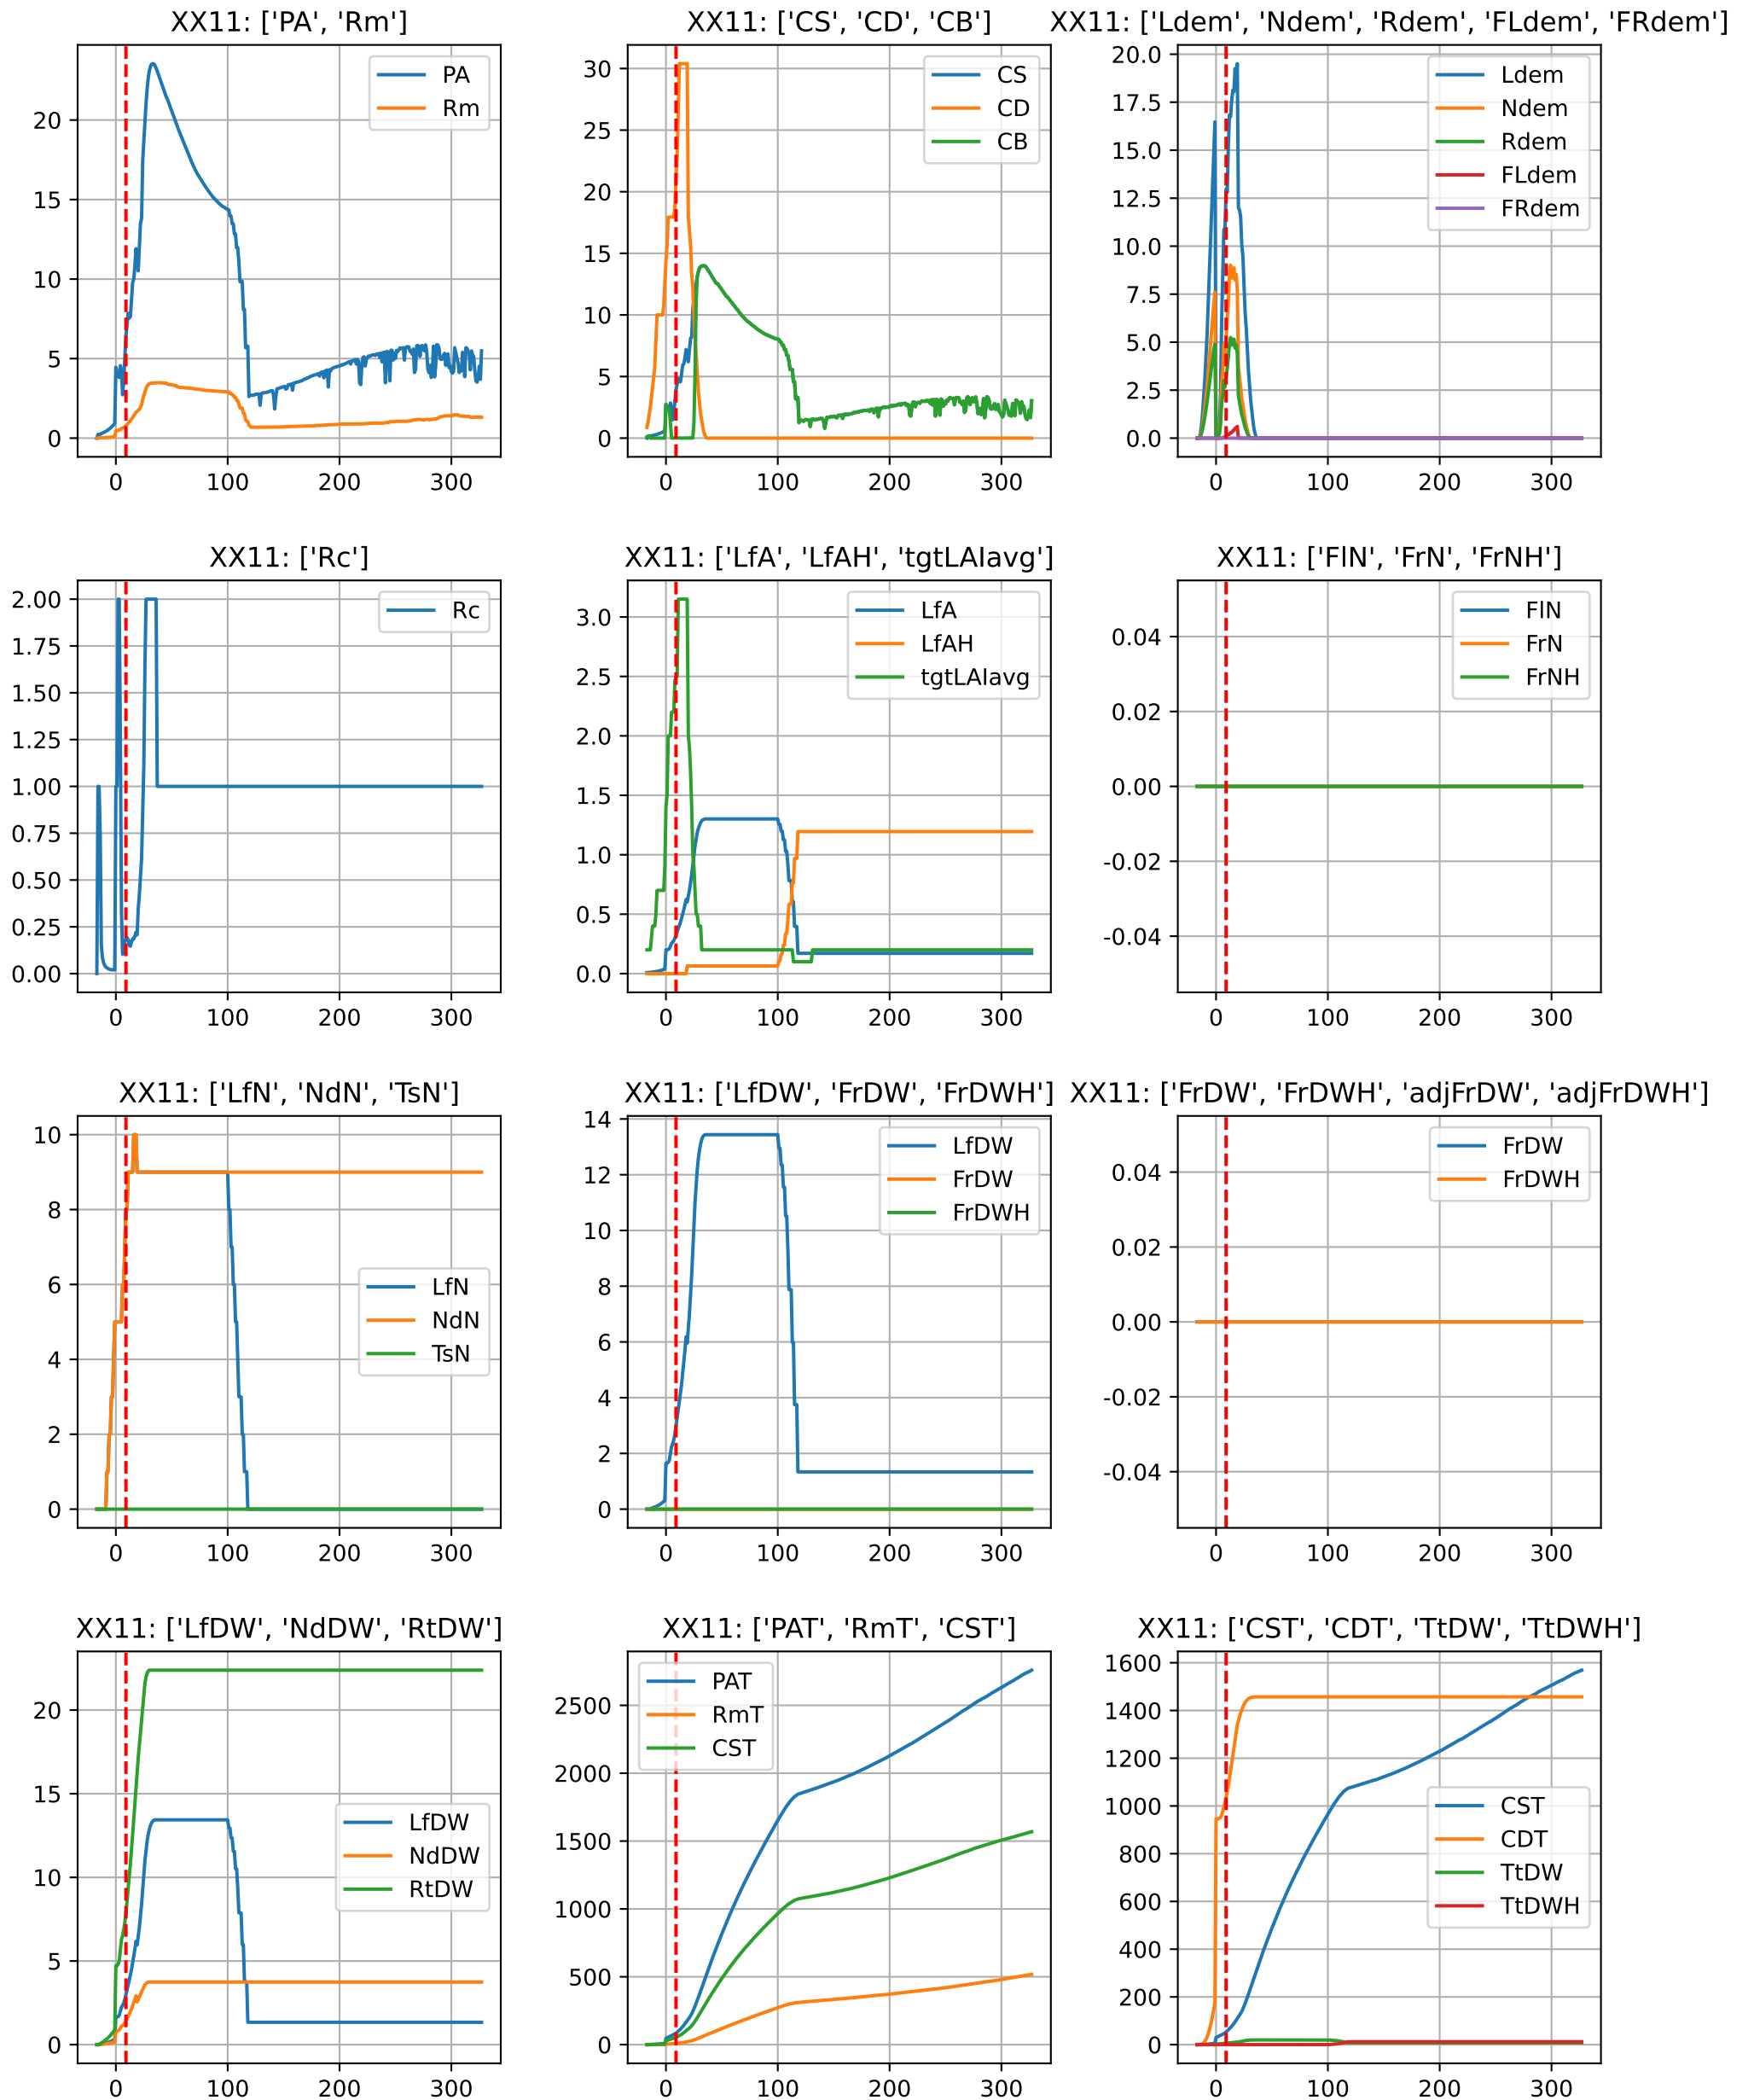 XX11: ['PA', 'Rm']
PA
Rm
20
15
10
5
0
0 100 200 300
XX11: ['CS', 'CD', 'CB']
CS
CD
CB
30
25
20
15
10
5
0
0 100 200 300
XX11: ['Ldem', 'Ndem', 'Rdem', 'FLdem', 'FRdem']
Ldem
Ndem
Rdem
FLdem
FRdem
20.0
17.5
15.0
12.5
10.0
7.5
5.0
2.5
0.0
0 100 200 300
XX11: ['Rc']
Rc
2.00
1.75
1.50
1.25
1.00
0.75
0.50
0.25
0.00
0 100 200 300
XX11: ['LfA', 'LfAH', 'tgtLAIavg']
LfA
LfAH
tgtLAIavg
3.0
2.5
2.0
1.5
1.0
0.5
0.0
0 100 200 300
XX11: ['FlN', 'FrN', 'FrNH']
FlN
FrN
FrNH
0.04
0.02
0.00
-0.02
-0.04
0 100 200 300
XX11: ['LfN', 'NdN', 'TsN']
LfN
NdN
TsN
10
8
6
4
2
0
0 100 200 300
XX11: ['LfDW', 'FrDW', 'FrDWH']
LfDW
FrDW
FrDWH
14
12
10
8
6
4
2
0
0 100 200 300
XX11: ['FrDW', 'FrDWH', 'adjFrDW', 'adjFrDWH']
FrDW
FrDWH
0.04
0.02
0.00
-0.02
-0.04
0 100 200 300
XX11: ['LfDW', 'NdDW', 'RtDW']
LfDW
NdDW
RtDW
20
15
10
5
0
0 100 200 300
XX11: ['PAT', 'RmT', 'CST']
PAT
RmT
CST
2500
2000
1500
1000
500
0
0 100 200 300
XX11: ['CST', 'CDT', 'TtDW', 'TtDWH']
CST
CDT
TtDW
TtDWH
1600
1400
1200
1000
800
600
400
200
0
0 100 200 300